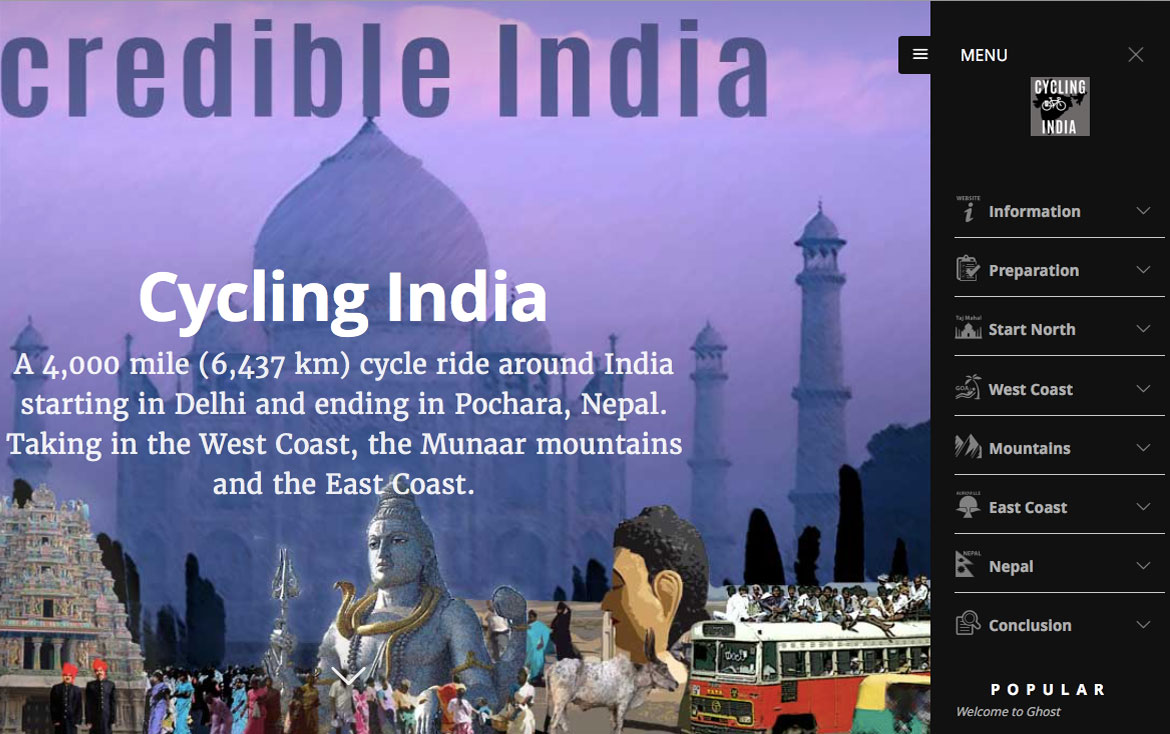 credible India
Cycling India
A 4,000 mile (6,437 km) cycle ride around India
starting in Delhi and ending in Pochara, Nepal.
Taking in the West Coast, the Munaar mountains
and the East Coast.
TATA
MENU
CYCLING
INDIA
WEBSITE
Information
Preparation
Taj Mahal
Start North
GOA
West Coast
Mountains
AUROVILLE
East Coast
NEPAL
Nepal
Conclusion
POPULAR
Welcome to Ghost